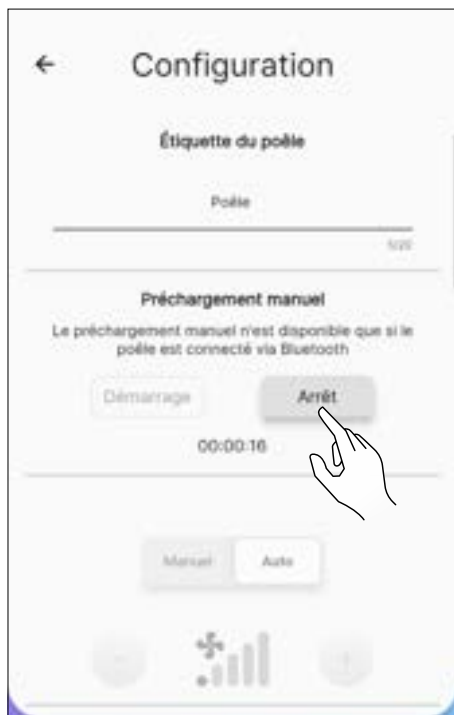 Configuration
Étiquette du poêle
Poêle
5/20
Préchargement manuel
Le préchargement manuel n'est disponible que si le
poêle est connecté via Bluetooth
Démarrage Arrêt
00:00:16
Manuel Auto